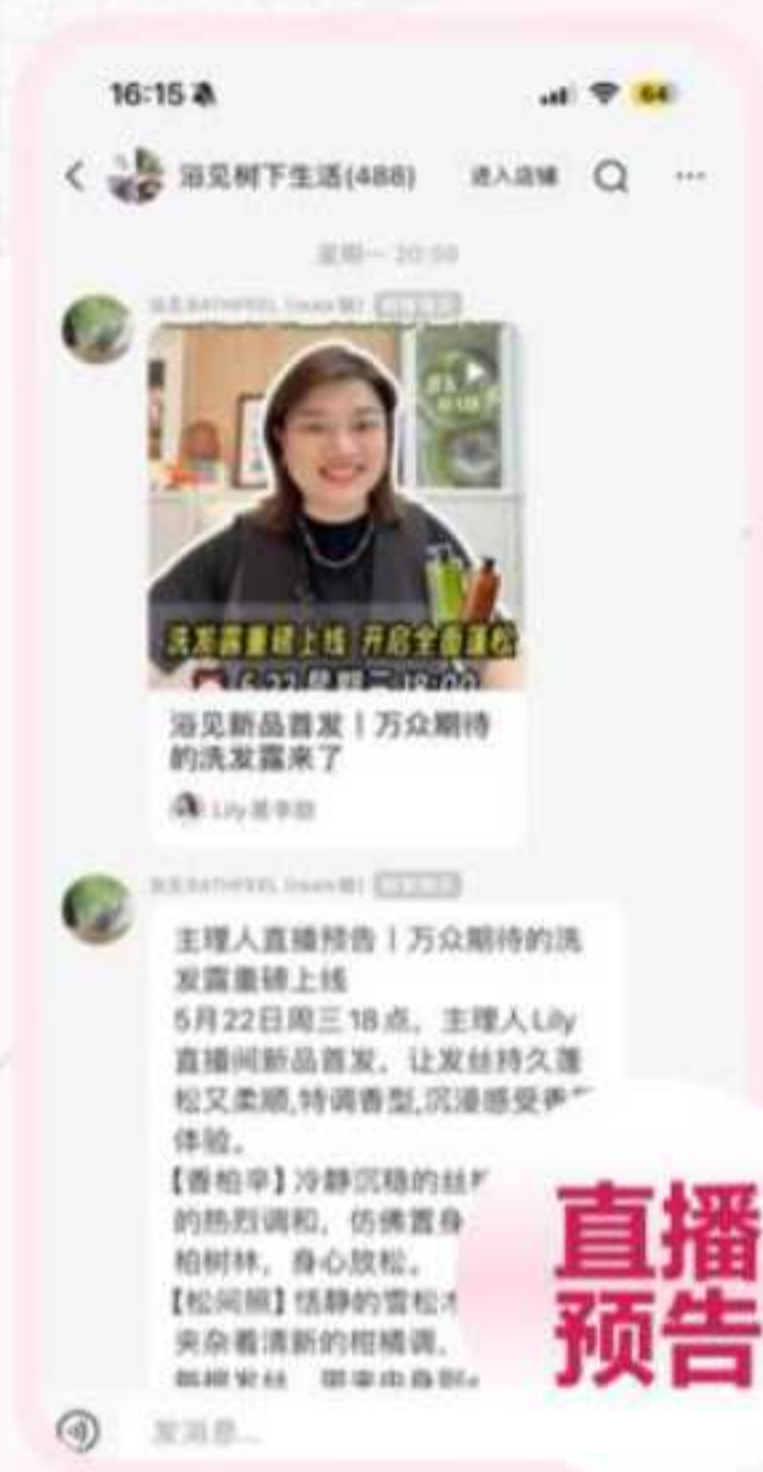 16:15
64
浴见树下生活(488)
进入店铺
星期一 20:59
洗发露重磅上线 开启全面蓬松
浴见新品首发丨万众期待
的洗发露来了
主理人直播预告丨万众期待的洗
发露重磅上线
5月22日周三18点，主理人Lily
直播间新品首发，让发丝持久蓬
松又柔顺,特调香型,沉浸感受
体验。
【香柏辛】冷静沉稳的丝
的热烈调和，仿佛置身
柏树林，身心放松。
【松间照】恬静的雪松
夹杂着清新的柑橘调，
直播
预告
发消息...